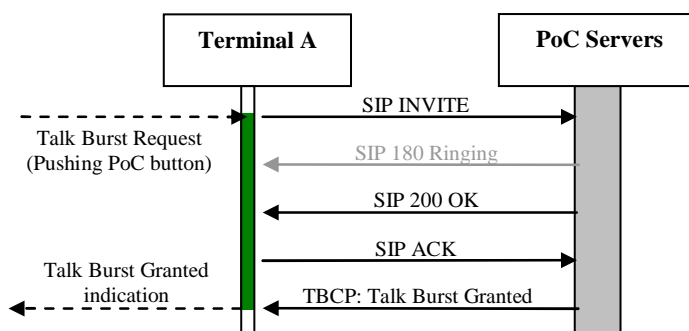 Terminal A
PoC Servers
SIP INVITE
Talk Burst Request
(Pushing PoC button)
SIP 180 Ringing
SIP 200 OK
SIP ACK
Talk Burst Granted
indication
TBCP: Talk Burst Granted